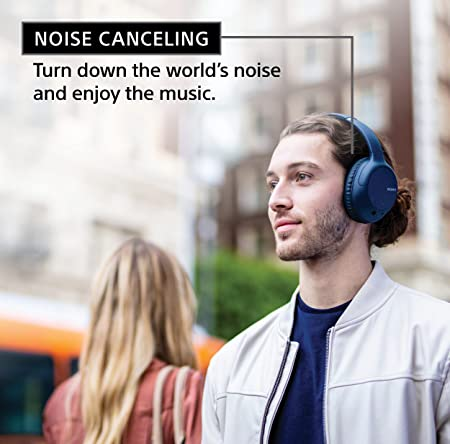 NOISE CANCELING
Turn down the world's noise
and enjoy the music.